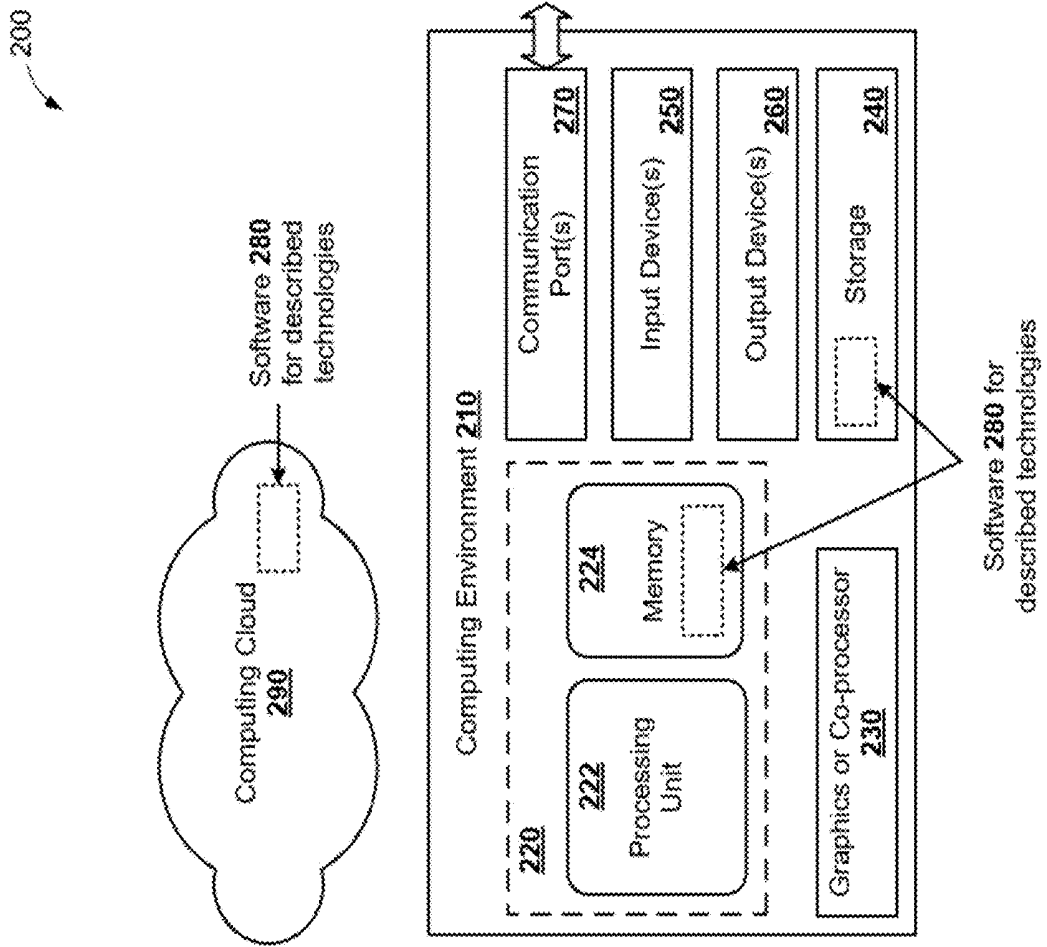 200
Computing Cloud
290
Software 280
for described
technologies
Computing Environment 210
220
222
Processing
Unit
224
Memory
Communication
Port(s)
270
Input Device(s)
250
Output Device(s)
260
Storage
240
Graphics or Co-processor
230
Software 280 for
described technologies